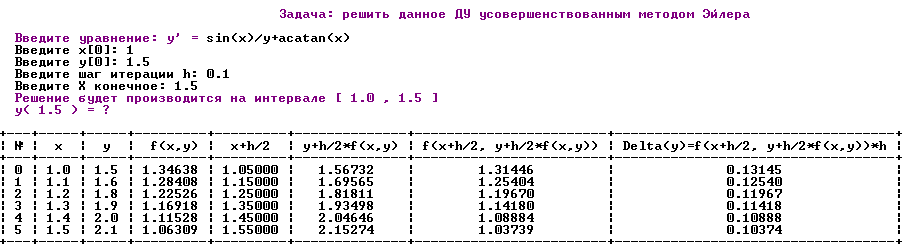 Задача: решить данное ДУ усовершенствованным методом Эйлера
Введите уравнение: y' = sin(x)/y+acatan(x)
Введите x[0]: 1
Введите y[0]: 1.5
Введите шаг итерации h: 0.1
Введите X конечное: 1.5
Решение будет производится на интервале [ 1.0 , 1.5 ]
y( 1.5 ) = ?
№ ¦ x ¦ y ¦ f(x,y) ¦ x+h/2 ¦ y+h/2*f(x,y) ¦ f(x+h/2, y+h/2*f(x,y)) ¦ Delta(y)=f(x+h/2, y+h/2*f(x,y))*h
0 ¦ 1.0 ¦ 1.5 ¦ 1.34638 ¦ 1.05000 ¦ 1.56732 ¦ 1.31446 ¦ 0.13145
1 ¦ 1.1 ¦ 1.6 ¦ 1.28408 ¦ 1.15000 ¦ 1.69565 ¦ 1.25404 ¦ 0.12540
2 ¦ 1.2 ¦ 1.8 ¦ 1.22526 ¦ 1.25000 ¦ 1.81811 ¦ 1.19670 ¦ 0.11967
3 ¦ 1.3 ¦ 1.9 ¦ 1.16918 ¦ 1.35000 ¦ 1.93498 ¦ 1.14180 ¦ 0.11418
4 ¦ 1.4 ¦ 2.0 ¦ 1.11528 ¦ 1.45000 ¦ 2.04646 ¦ 1.08884 ¦ 0.10888
5 ¦ 1.5 ¦ 2.1 ¦ 1.06309 ¦ 1.55000 ¦ 2.15274 ¦ 1.03739 ¦ 0.10374